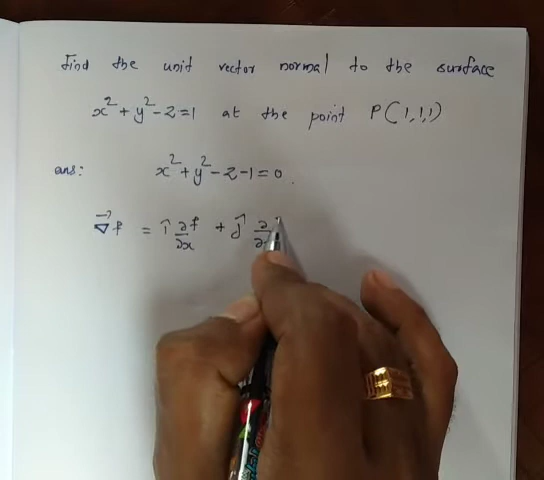 Find the unit vector normal to the surface
x² + y² - z = 1 at the point P(1,1,1)
ans: x² + y² - z - 1 = 0.
∇⃗f = î ∂f/∂x + ĵ ∂